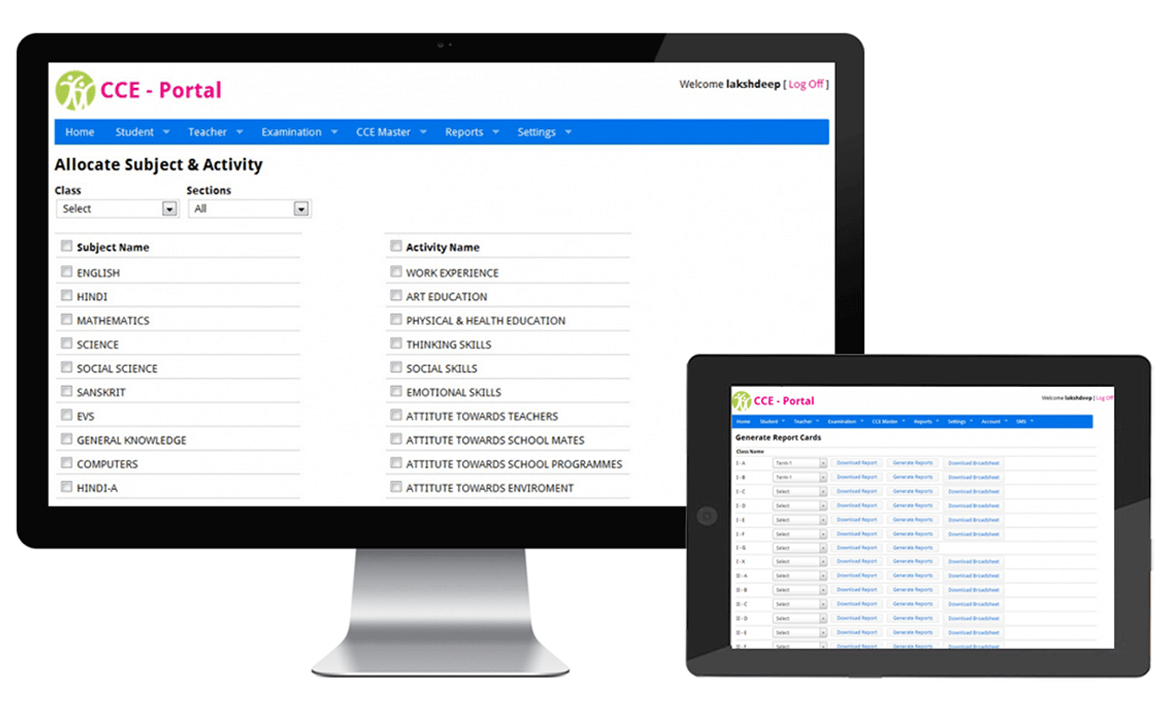 CCE - Portal
Welcome lakshdeep [ Log Off ]
Home Student Teacher Examination CCE Master Reports Settings
Allocate Subject & Activity
Class Sections
Select All
Subject Name Activity Name
ENGLISH WORK EXPERIENCE
HINDI ART EDUCATION
MATHEMATICS PHYSICAL & HEALTH EDUCATION
SCIENCE THINKING SKILLS
SOCIAL SCIENCE SOCIAL SKILLS
SANSKRIT EMOTIONAL SKILLS
EVS ATTITUTE TOWARDS TEACHERS
GENERAL KNOWLEDGE ATTITUTE TOWARDS SCHOOL MATES
COMPUTERS ATTITUTE TOWARDS SCHOOL PROGRAMMES
HINDI-A ATTITUTE TOWARDS ENVIROMENT
CCE - Portal
Welcome lakshdeep [ Log Off
Home Student Teacher Examination CCE Master Reports Settings Account SMS
Generate Report Cards
Class Name
I - A Term-1 Download Report Generate Reports Download Broadsheet
I - B Term-1 Download Report Generate Reports Download Broadsheet
I - C Select Download Report Generate Reports Download Broadsheet
I - D Select Download Report Generate Reports Download Broadsheet
I - E Select Download Report Generate Reports Download Broadsheet
I - F Select Download Report Generate Reports Download Broadsheet
I - G Select Download Report Generate Reports
I - X Select Download Report Generate Reports Download Broadsheet
II - A Select Download Report Generate Reports Download Broadsheet
II - B Select Download Report Generate Reports Download Broadsheet
II - C Select Download Report Generate Reports Download Broadsheet
II - D Select Download Report Generate Reports Download Broadsheet
II - E Select Download Report Generate Reports Download Broadsheet
II - F Select Download Report Generate Reports Download Broadsheet